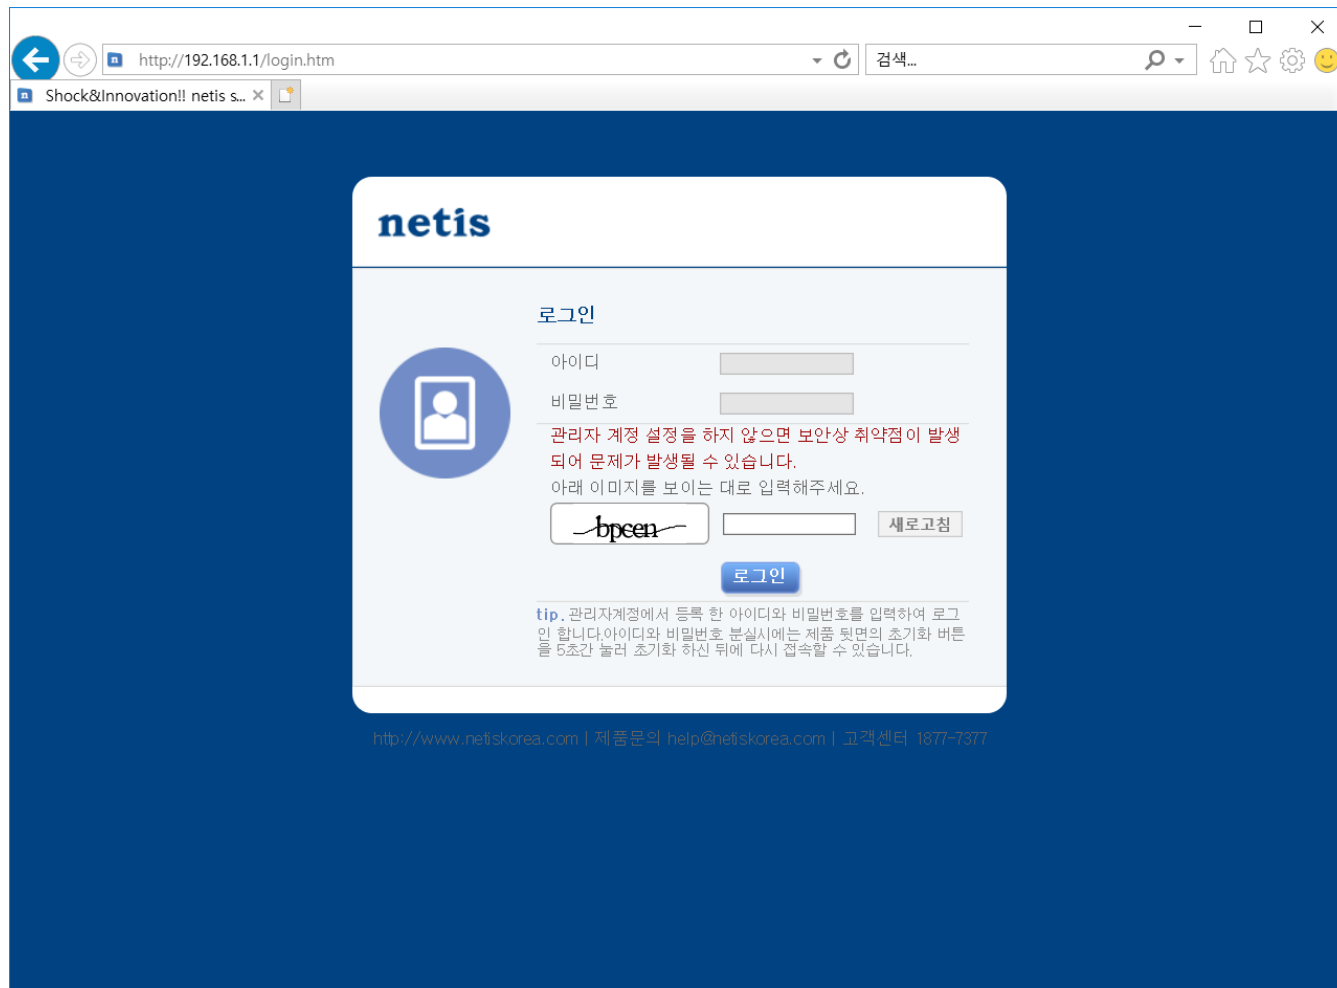 http://192.168.1.1/login.htm
검색...
Shock&Innovation!! netis s...
netis
로그인
아이디
비밀번호
관리자 계정 설정을 하지 않으면 보안상 취약점이 발생
되어 문제가 발생될 수 있습니다.
아래 이미지를 보이는 대로 입력해주세요.
bpcen
새로고침
로그인
tip. 관리자계정에서 등록 한 아이디와 비밀번호를 입력하여 로그
인 합니다.아이디와 비밀번호 분실시에는 제품 뒷면의 초기화 버튼
을 5초간 눌러 초기화 하신 뒤에 다시 접속할 수 있습니다.
http://www.netiskorea.com | 제품문의 help@netiskorea.com | 고객센터 1877-7377